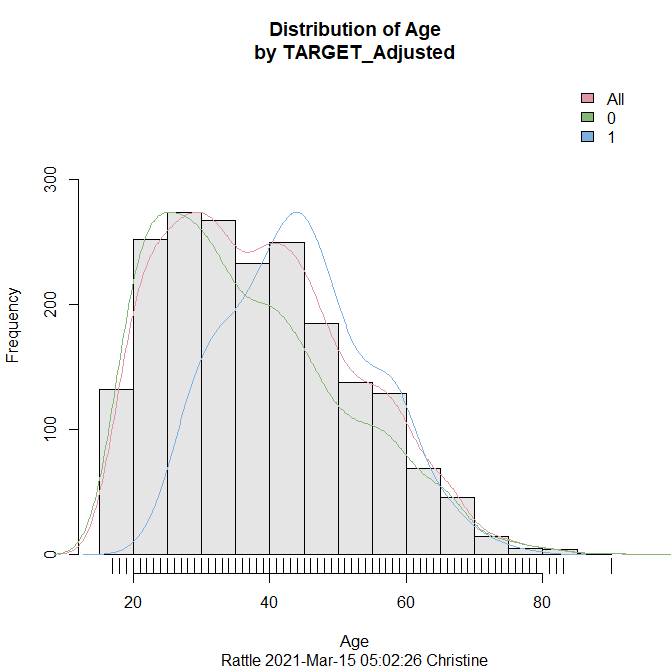 Distribution of Age
by TARGET_Adjusted
All
0
1
300
200
100
0
Frequency
20 40 60 80
Age
Rattle 2021-Mar-15 05:02:26 Christine